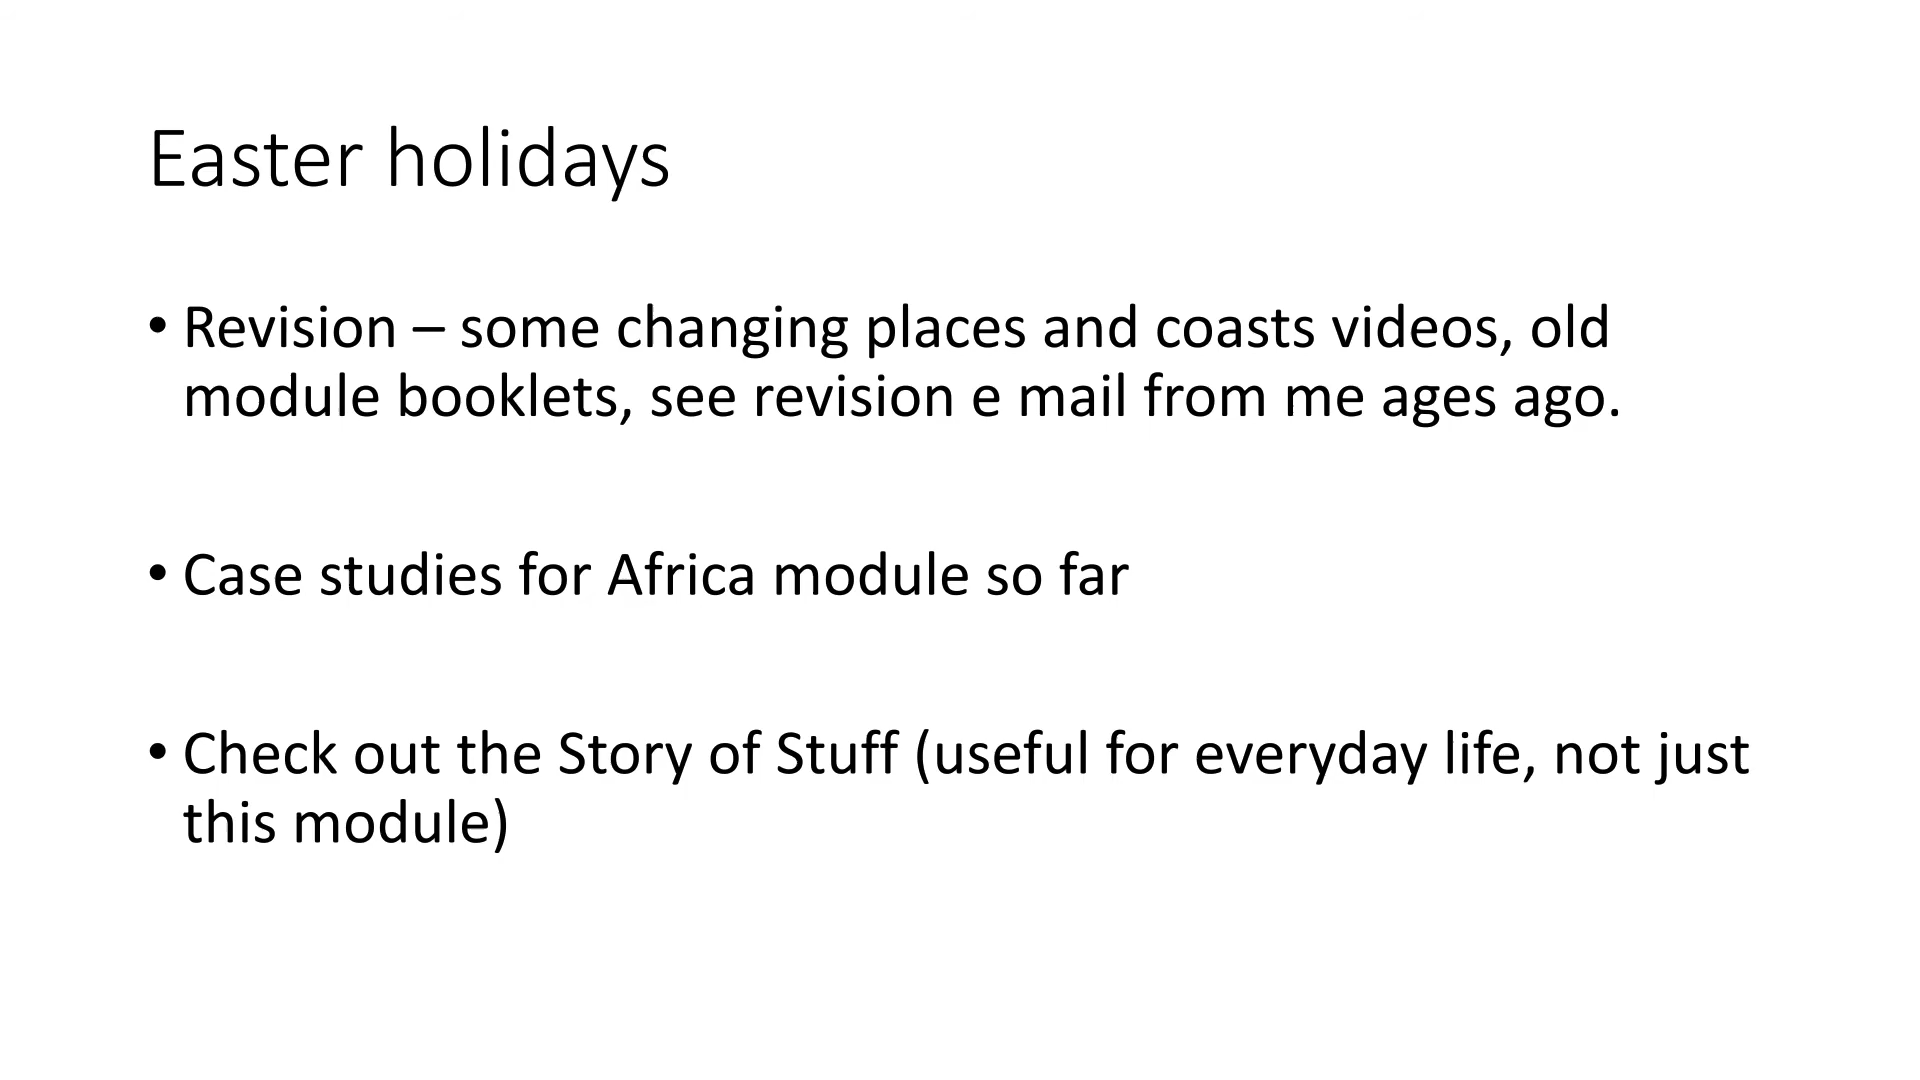 Easter holidays
• Revision – some changing places and coasts videos, old
module booklets, see revision e mail from me ages ago.
• Case studies for Africa module so far
• Check out the Story of Stuff (useful for everyday life, not just
this module)